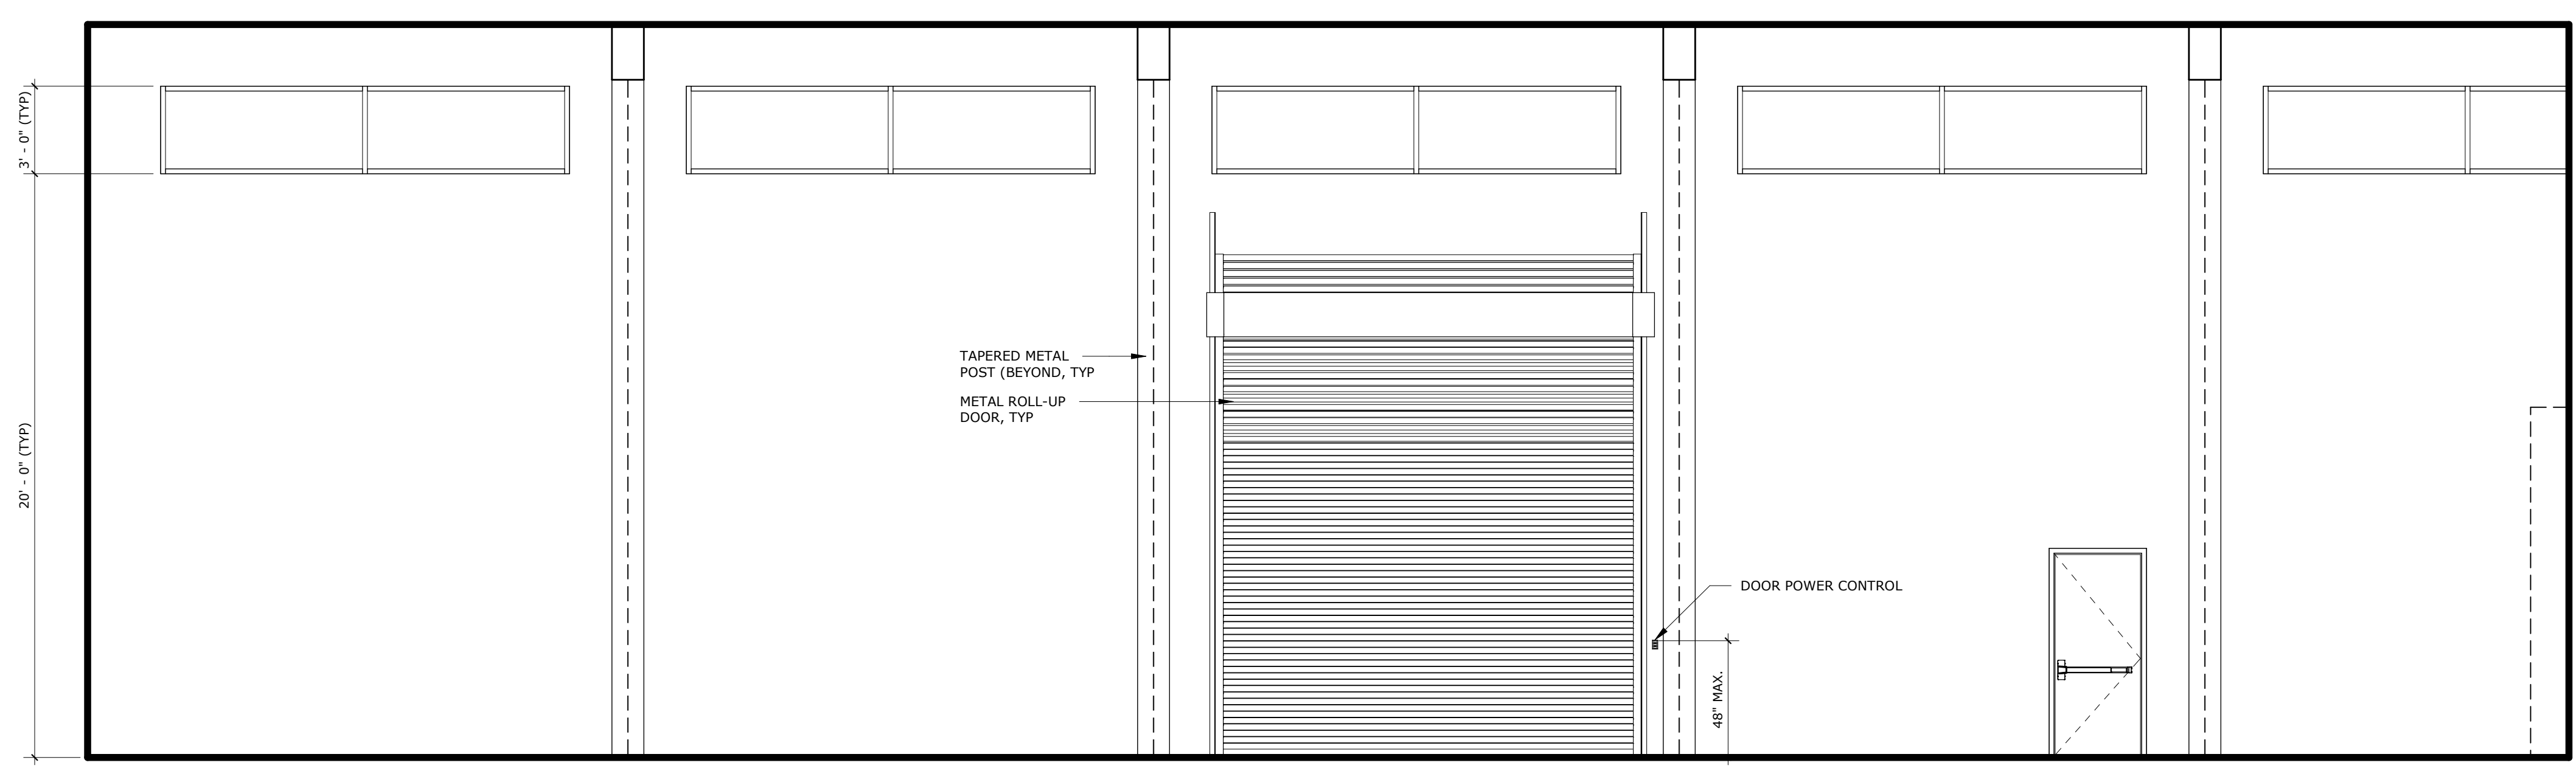 3' - 0" (TYP)
20' - 0" (TYP)
TAPERED METAL
POST (BEYOND, TYP
METAL ROLL-UP
DOOR, TYP
DOOR POWER CONTROL
48" MAX.